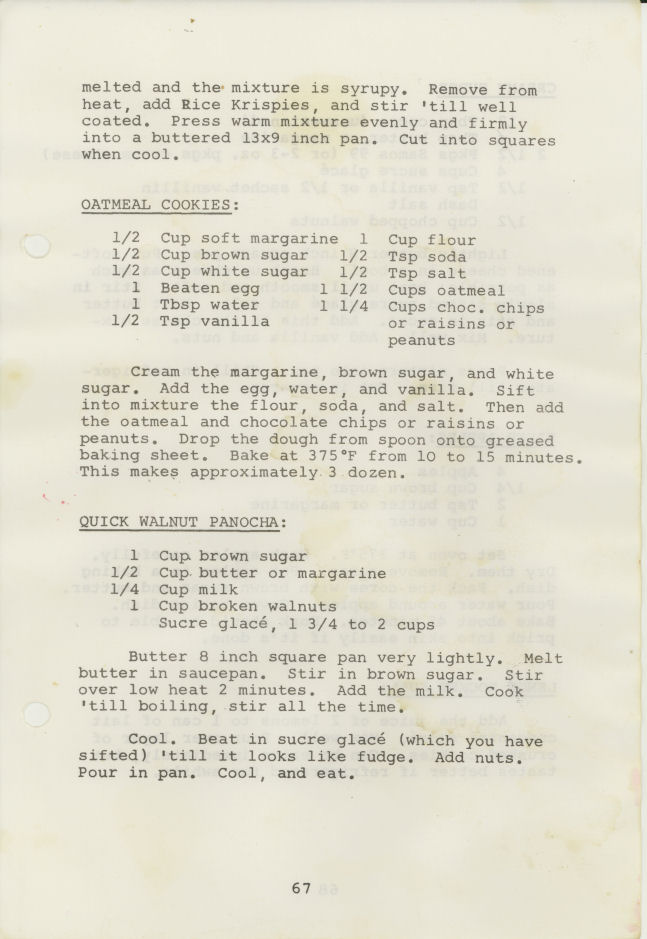 melted and the mixture is syrupy. Remove from
heat, add Rice Krispies, and stir 'till well
coated. Press warm mixture evenly and firmly
into a buttered 13x9 inch pan. Cut into squares
when cool.
OATMEAL COOKIES:
1/2 Cup soft margarine 1 Cup flour
1/2 Cup brown sugar 1/2 Tsp soda
1/2 Cup white sugar 1/2 Tsp salt
1 Beaten egg 1 1/2 Cups oatmeal
1 Tbsp water 1 1/4 Cups choc. chips
1/2 Tsp vanilla or raisins or
peanuts
Cream the margarine, brown sugar, and white
sugar. Add the egg, water, and vanilla. Sift
into mixture the flour, soda, and salt. Then add
the oatmeal and chocolate chips or raisins or
peanuts. Drop the dough from spoon onto greased
baking sheet. Bake at 375°F from 10 to 15 minutes.
This makes approximately 3 dozen.
QUICK WALNUT PANOCHA:
1 Cup brown sugar
1/2 Cup butter or margarine
1/4 Cup milk
1 Cup broken walnuts
Sucre glacé, 1 3/4 to 2 cups
Butter 8 inch square pan very lightly. Melt
butter in saucepan. Stir in brown sugar. Stir
over low heat 2 minutes. Add the milk. Cook
'till boiling, stir all the time.
Cool. Beat in sucre glacé (which you have
sifted) 'till it looks like fudge. Add nuts.
Pour in pan. Cool, and eat.
67